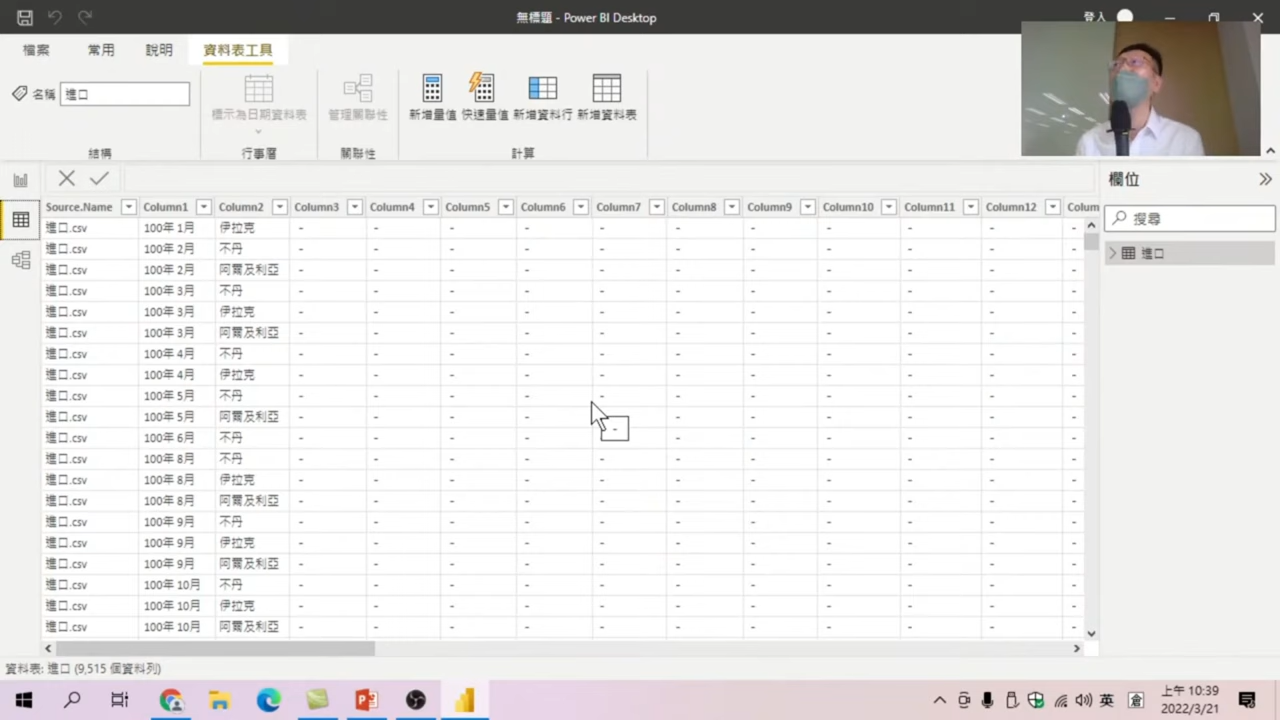 無標題 - Power BI Desktop
登入
檔案 常用 說明 資料表工具
名稱 進口
標示為日期資料表 管理關聯性 新增量值 快速量值 新增資料行 新增資料表
結構 行事曆 關聯性 計算
欄位
搜尋
進口
Source.Name Column1 Column2 Column3 Column4 Column5 Column6 Column7 Column8 Column9 Column10 Column11 Column12 Colum
進口.csv 100年 1月 伊拉克 - - - - - - - - - - -
進口.csv 100年 2月 不丹 - - - - - - - - - - -
進口.csv 100年 2月 阿爾及利亞 - - - - - - - - - - -
進口.csv 100年 3月 不丹 - - - - - - - - - - -
進口.csv 100年 3月 伊拉克 - - - - - - - - - - -
進口.csv 100年 3月 阿爾及利亞 - - - - - - - - - - -
進口.csv 100年 4月 不丹 - - - - - - - - - - -
進口.csv 100年 4月 伊拉克 - - - - - - - - - - -
進口.csv 100年 5月 不丹 - - - - - - - - - - -
進口.csv 100年 5月 阿爾及利亞 - - - - - - - - - - -
進口.csv 100年 6月 不丹 - - - - - - - - - - -
進口.csv 100年 8月 不丹 - - - - - - - - - - -
進口.csv 100年 8月 伊拉克 - - - - - - - - - - -
進口.csv 100年 8月 阿爾及利亞 - - - - - - - - - - -
進口.csv 100年 9月 不丹 - - - - - - - - - - -
進口.csv 100年 9月 伊拉克 - - - - - - - - - - -
進口.csv 100年 9月 阿爾及利亞 - - - - - - - - - - -
進口.csv 100年 10月 不丹 - - - - - - - - - - -
進口.csv 100年 10月 伊拉克 - - - - - - - - - - -
進口.csv 100年 10月 阿爾及利亞 - - - - - - - - - - -
資料表: 進口 (9,515 個資料列)
英 倉 上午 10:39
2022/3/21